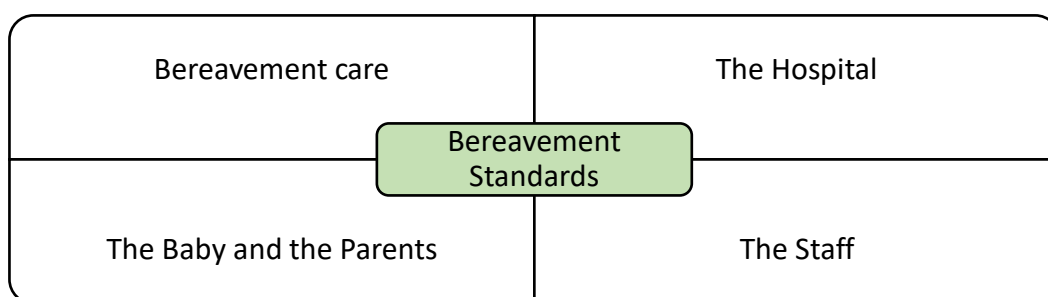 Bereavement care
The Hospital
Bereavement
Standards
The Baby and the Parents
The Staff